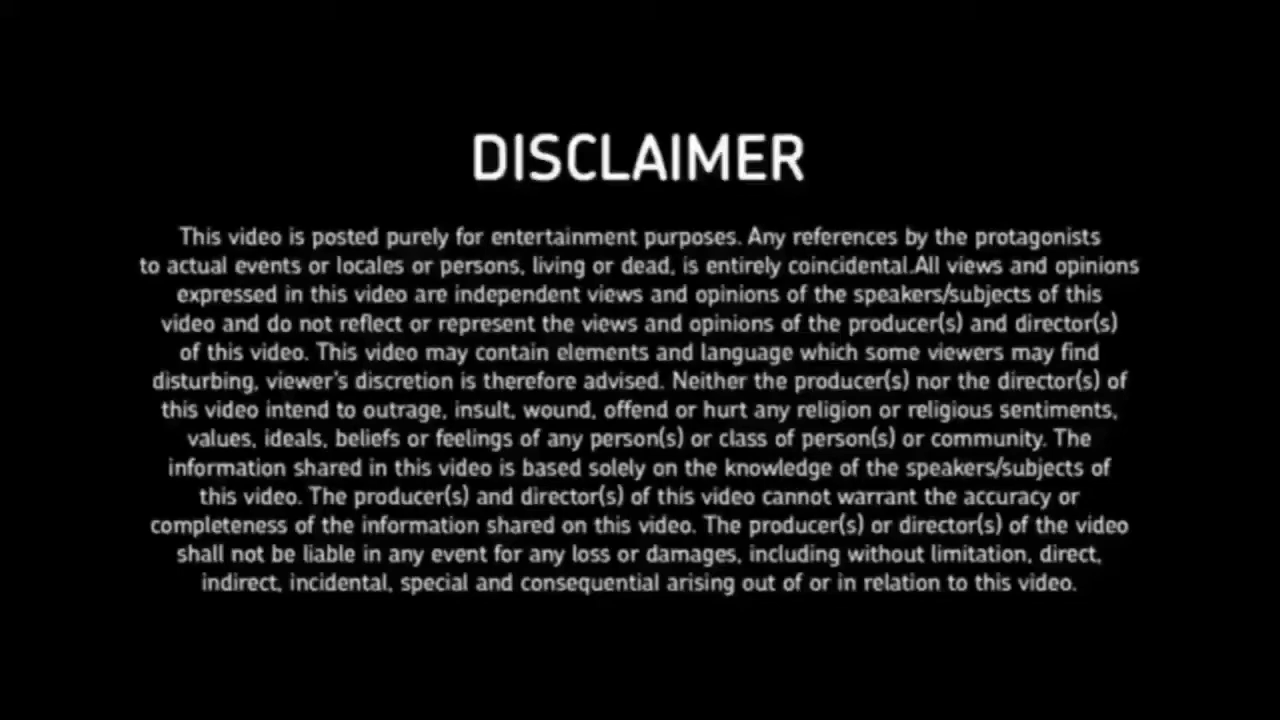 DISCLAIMER
This video is posted purely for entertainment purposes. Any references by the protagonists
to actual events or locales or persons, living or dead, is entirely coincidental.All views and opinions
expressed in this video are independent views and opinions of the speakers/subjects of this
video and do not reflect or represent the views and opinions of the producer(s) and director(s)
of this video. This video may contain elements and language which some viewers may find
disturbing, viewer's discretion is therefore advised. Neither the producer(s) nor the director(s) of
this video intend to outrage, insult, wound, offend or hurt any religion or religious sentiments,
values, ideals, beliefs or feelings of any person(s) or class of person(s) or community. The
information shared in this video is based solely on the knowledge of the speakers/subjects of
this video. The producer(s) and director(s) of this video cannot warrant the accuracy or
completeness of the information shared on this video. The producer(s) or director(s) of the video
shall not be liable in any event for any loss or damages, including without limitation, direct,
indirect, incidental, special and consequential arising out of or in relation to this video.